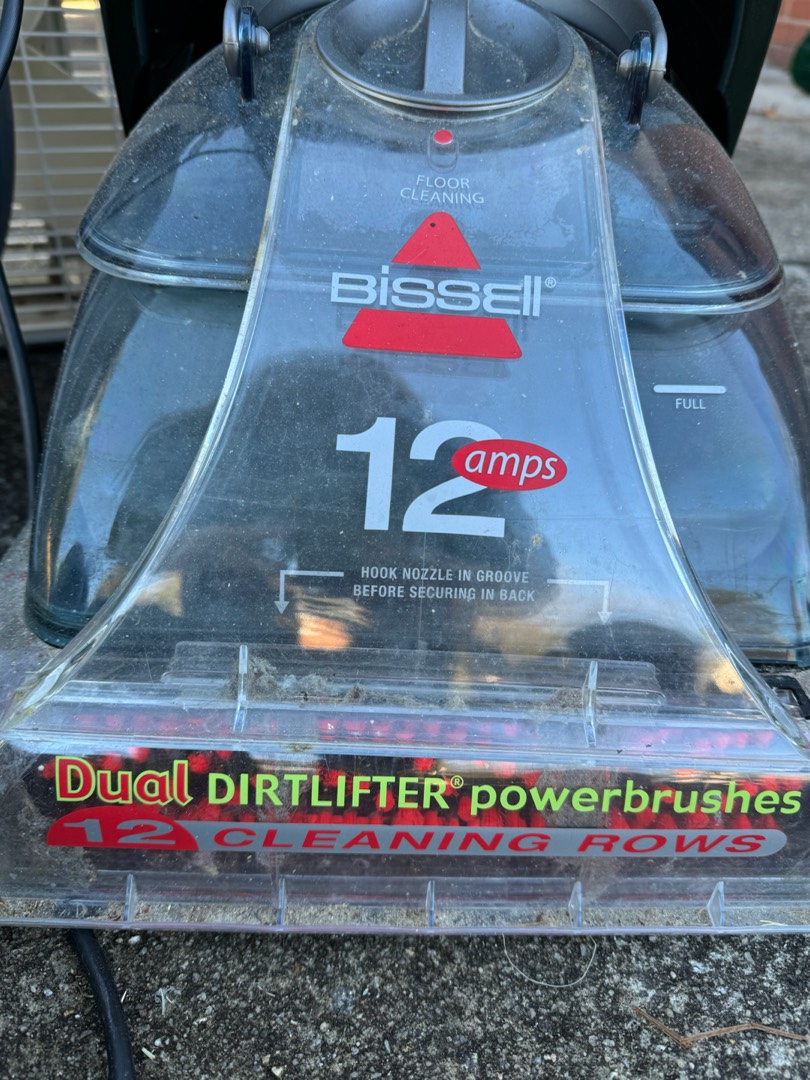 FLOOR
CLEANING
BISSELL®
FULL
12 amps
HOOK NOZZLE IN GROOVE
BEFORE SECURING IN BACK
Dual DIRTLIFTER® powerbrushes
12 CLEANING ROWS